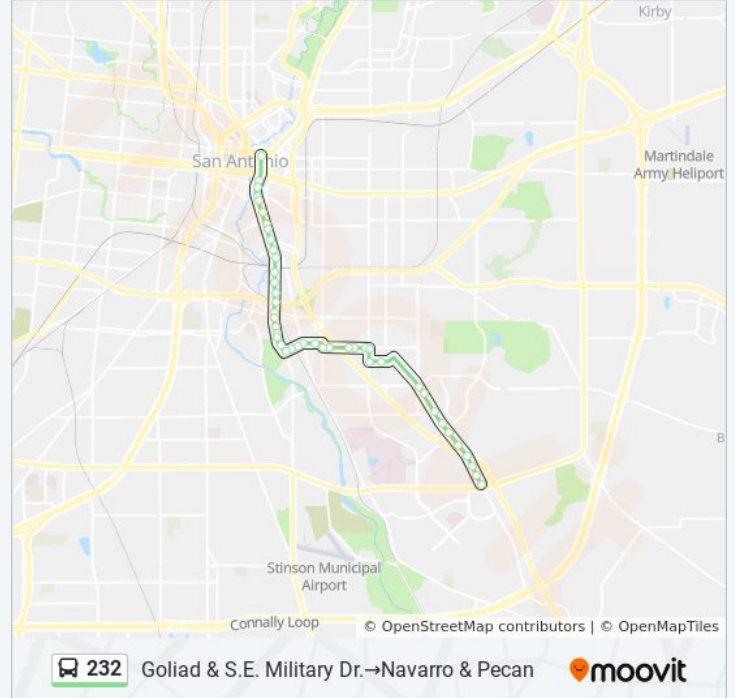 Kirby
San Antonio
Martindale
Army Heliport
B
Stinson Municipal
Airport
Connally Loop
© OpenStreetMap contributors | © OpenMapTiles
232 Goliad & S.E. Military Dr.→Navarro & Pecan
moovit